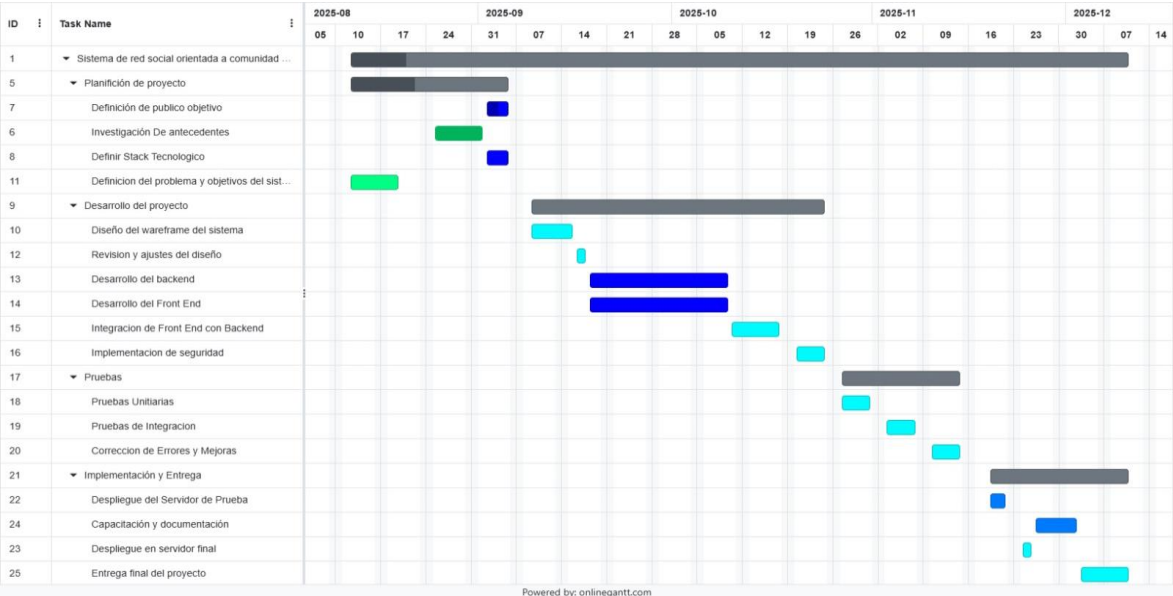 ID ⋮ Task Name ⋮ 2025-08 2025-09 2025-10 2025-11 2025-12
05 10 17 24 31 07 14 21 28 05 12 19 26 02 09 16 23 30 07 14
1 Sistema de red social orientada a comunidad ...
5 Planifición de proyecto
7 Definición de publico objetivo
6 Investigación De antecedentes
8 Definir Stack Tecnologico
11 Definicion del problema y objetivos del sist...
9 Desarrollo del proyecto
10 Diseño del wareframe del sistema
12 Revision y ajustes del diseño
13 Desarrollo del backend
14 Desarrollo del Front End
15 Integracion de Front End con Backend
16 Implementacion de seguridad
17 Pruebas
18 Pruebas Unitiarias
19 Pruebas de Integracion
20 Correccion de Errores y Mejoras
21 Implementación y Entrega
22 Despliegue del Servidor de Prueba
24 Capacitación y documentación
23 Despliegue en servidor final
25 Entrega final del proyecto
Powered by: onlinegantt.com